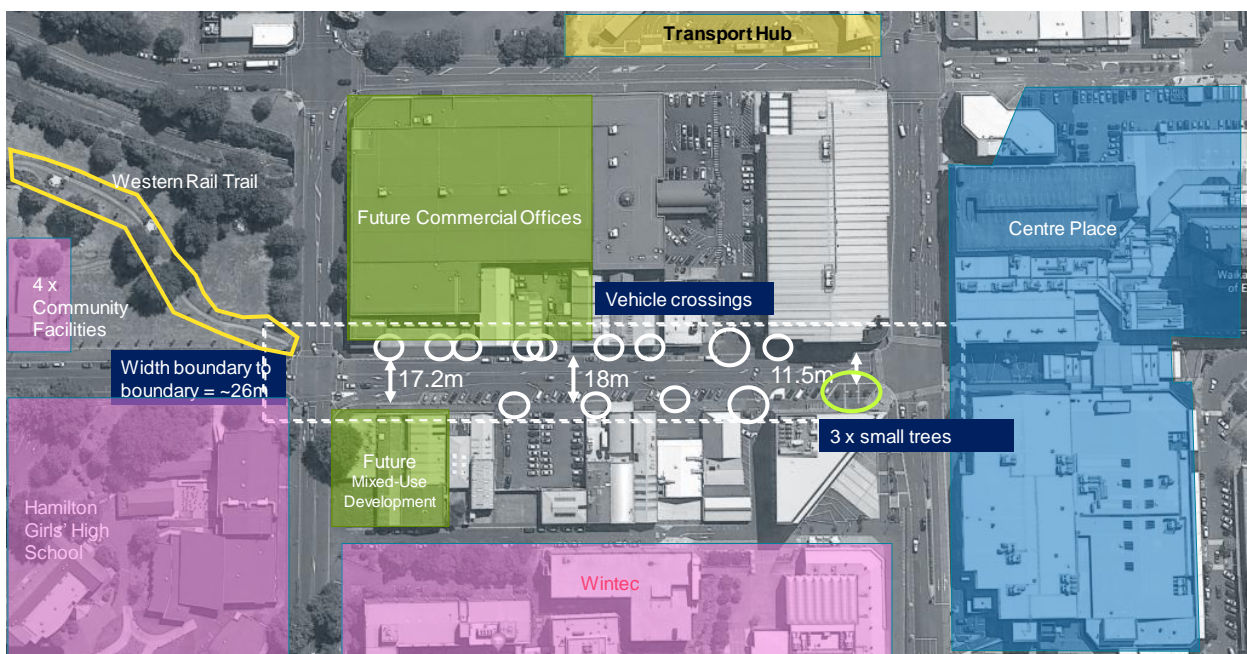 Transport Hub
Western Rail Trail
Future Commercial Offices
Centre Place
4 x
Community
Facilities
Vehicle crossings
Width boundary to
boundary = ~26m
17.2m
18m
11.5m
3 x small trees
Future
Mixed-Use
Development
Hamilton
Girls' High
School
Wintec